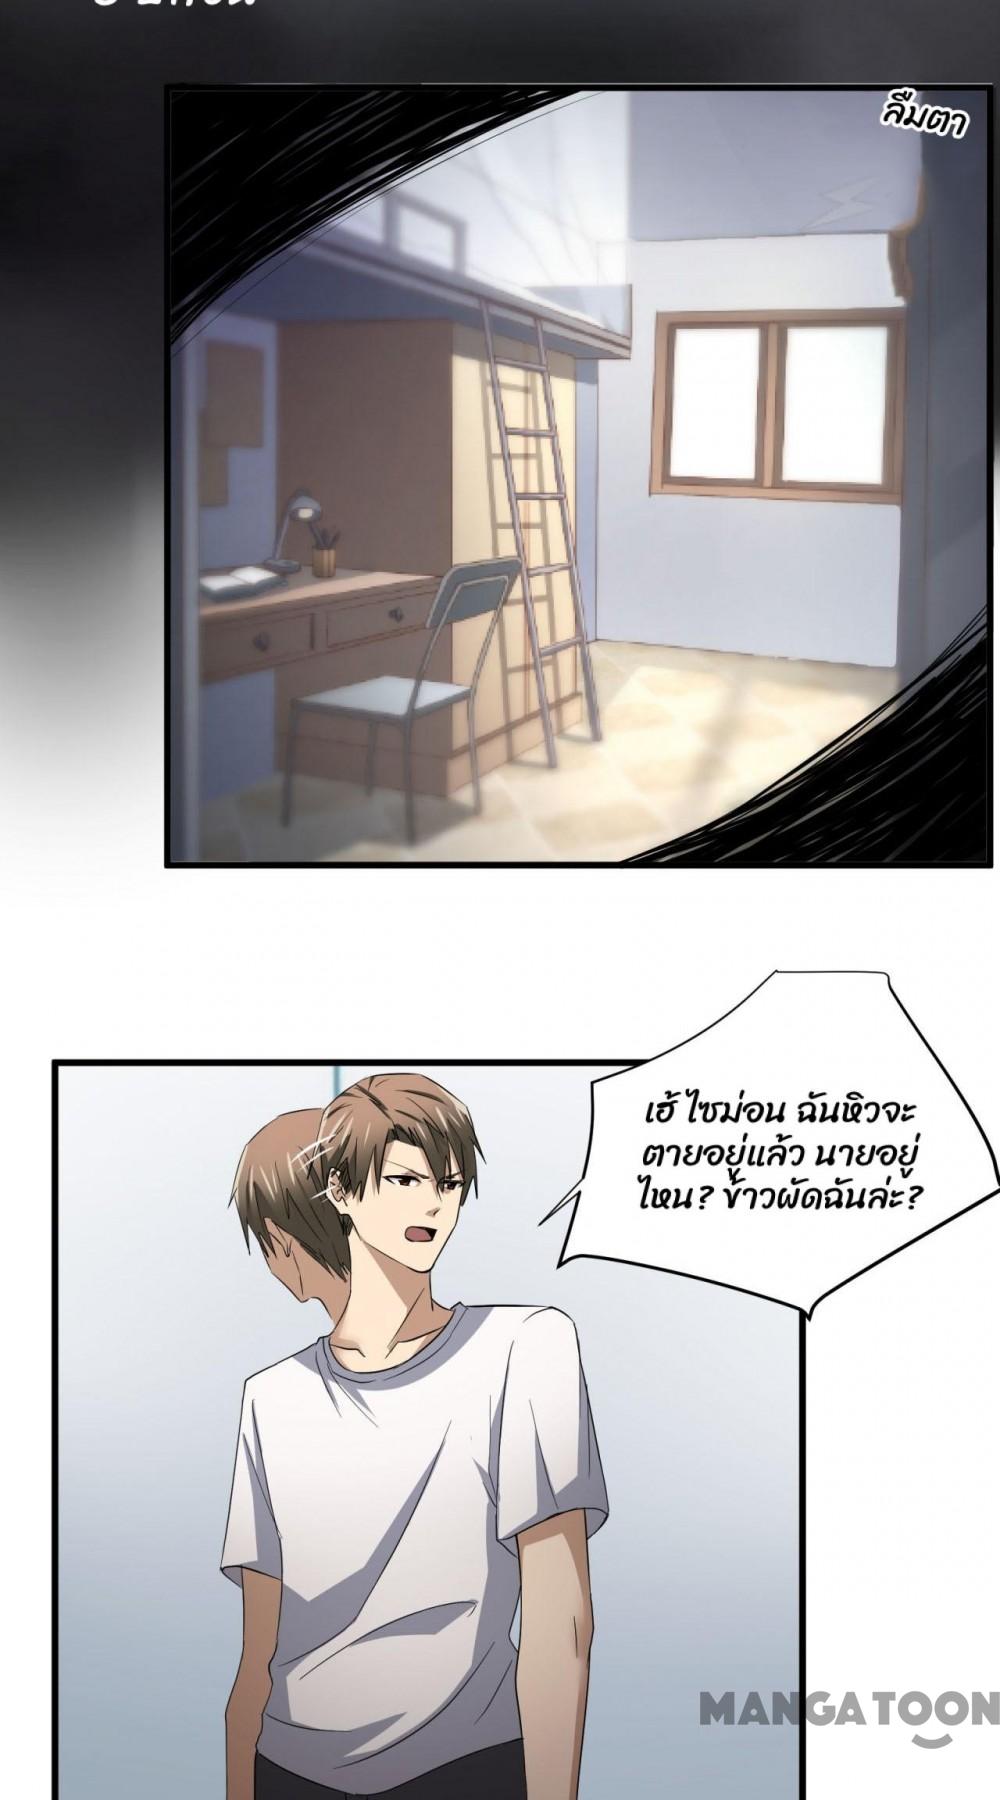 ลืมตา
เฮ้ ไซม่อน ฉันหิวจะ
ตายอยู่แล้ว นายอยู่
ไหน? ข้าวผัดฉันล่ะ?
MANGATOON